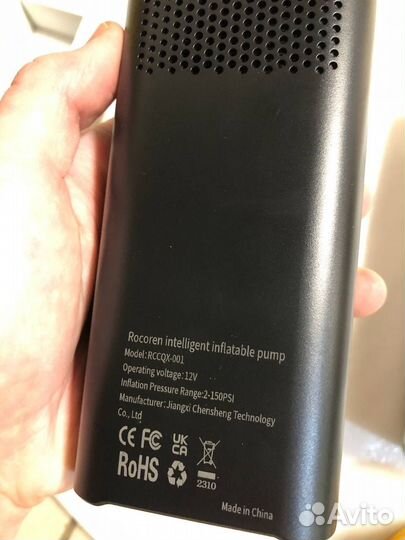 Rocoren intelligent inflatable pump
Model:RCCQX-001
Operating voltage:12V
Inflation Pressure Range:2-150PSI
Manufacturer: Jiangxi Chensheng Technology
Co., Ltd
CE FC UK CA
RoHS 2310
Made in China
Avito